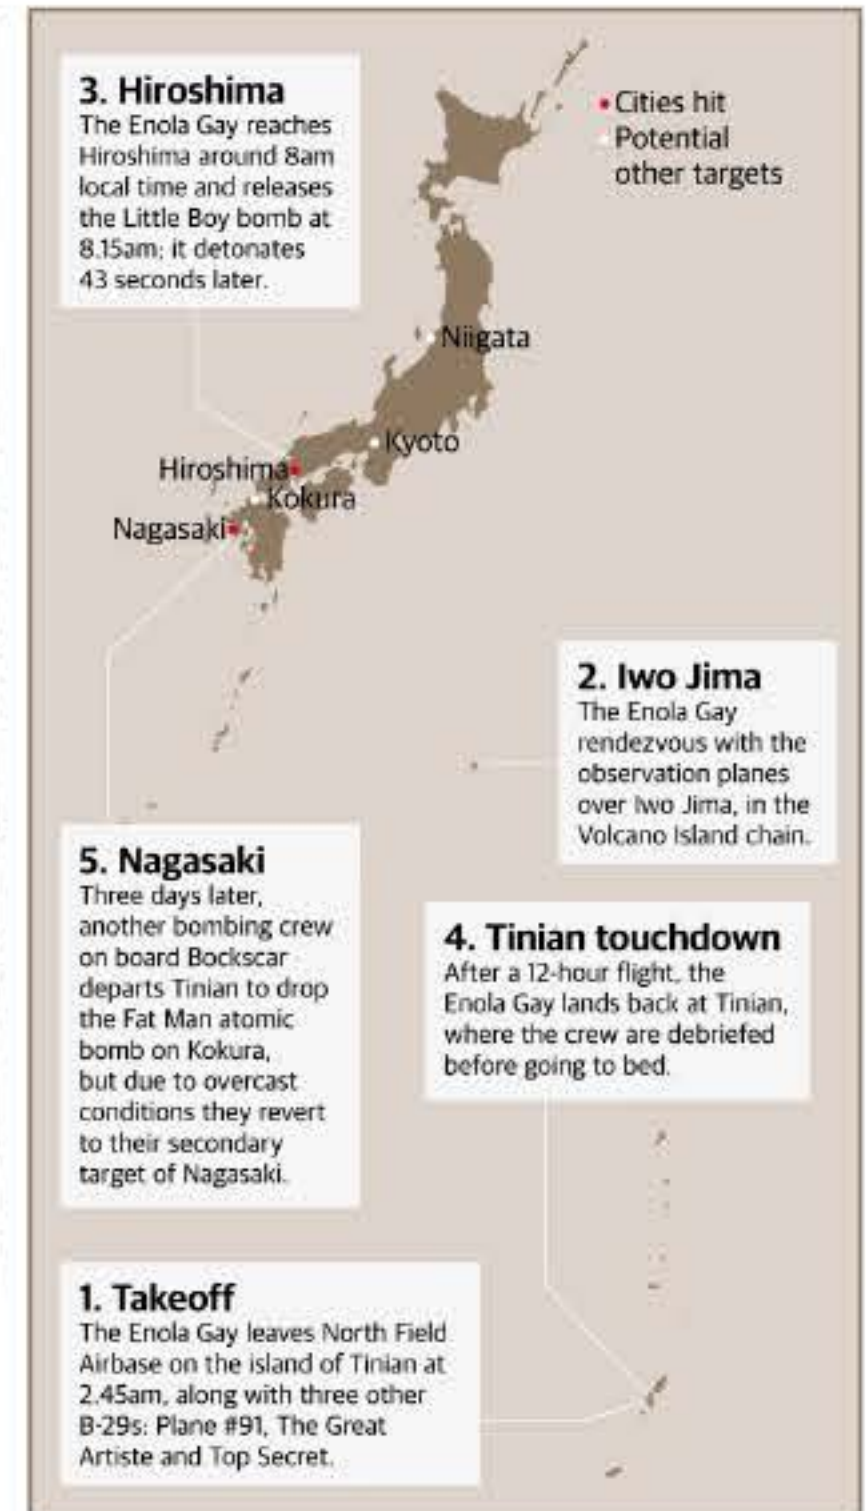 3. Hiroshima
The Enola Gay reaches
Hiroshima around 8am
local time and releases
the Little Boy bomb at
8.15am; it detonates
43 seconds later.
Cities hit
Potential
other targets
Niigata
Kyoto
Hiroshima
Kokura
Nagasaki
2. Iwo Jima
The Enola Gay
rendezvous with the
observation planes
over Iwo Jima, in the
Volcano Island chain.
5. Nagasaki
Three days later,
another bombing crew
on board Bockscar
departs Tinian to drop
the Fat Man atomic
bomb on Kokura,
but due to overcast
conditions they revert
to their secondary
target of Nagasaki.
4. Tinian touchdown
After a 12-hour flight, the
Enola Gay lands back at Tinian,
where the crew are debriefed
before going to bed.
1. Takeoff
The Enola Gay leaves North Field
Airbase on the island of Tinian at
2.45am, along with three other
B-29s: Plane #91, The Great
Artiste and Top Secret.